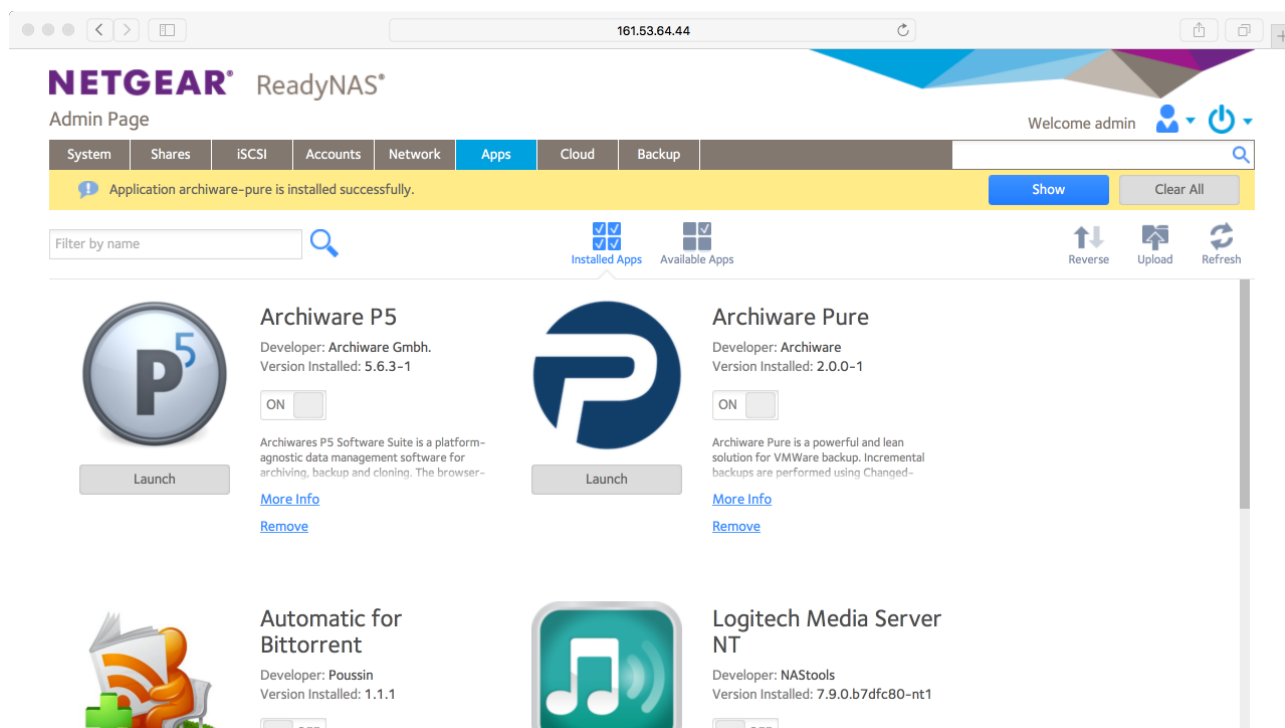 161.53.64.44
NETGEAR® ReadyNAS®
Admin Page
Welcome admin
System Shares iSCSI Accounts Network Apps Cloud Backup
Application archiware-pure is installed successfully.
Show Clear All
Filter by name
Installed Apps Available Apps
Reverse Upload Refresh
P5
Archiware P5
Developer: Archiware Gmbh.
Version Installed: 5.6.3-1
ON
Archiwares P5 Software Suite is a platform-
agnostic data management software for
archiving, backup and cloning. The browser-
Launch
More Info
Remove
Archiware Pure
Developer: Archiware
Version Installed: 2.0.0-1
ON
Archiware Pure is a powerful and lean
solution for VMWare backup. Incremental
backups are performed using Changed-
Launch
More Info
Remove
Automatic for
Bittorrent
Developer: Poussin
Version Installed: 1.1.1
Logitech Media Server
NT
Developer: NAStools
Version Installed: 7.9.0.b7dfc80-nt1